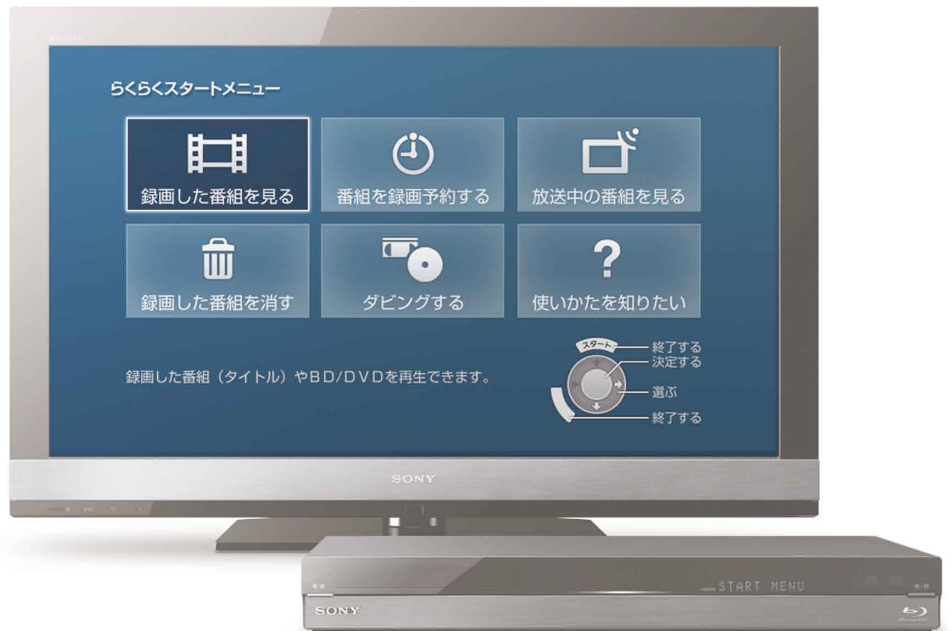 らくらくスタートメニュー
録画した番組を見る
番組を録画予約する
放送中の番組を見る
?
録画した番組を消す
ダビングする
使いかたを知りたい
スタート
終了する
決定する
録画した番組(タイトル)やBD/DVDを再生できます。
選ぶ
終了する
SONY
START MENU
SONY